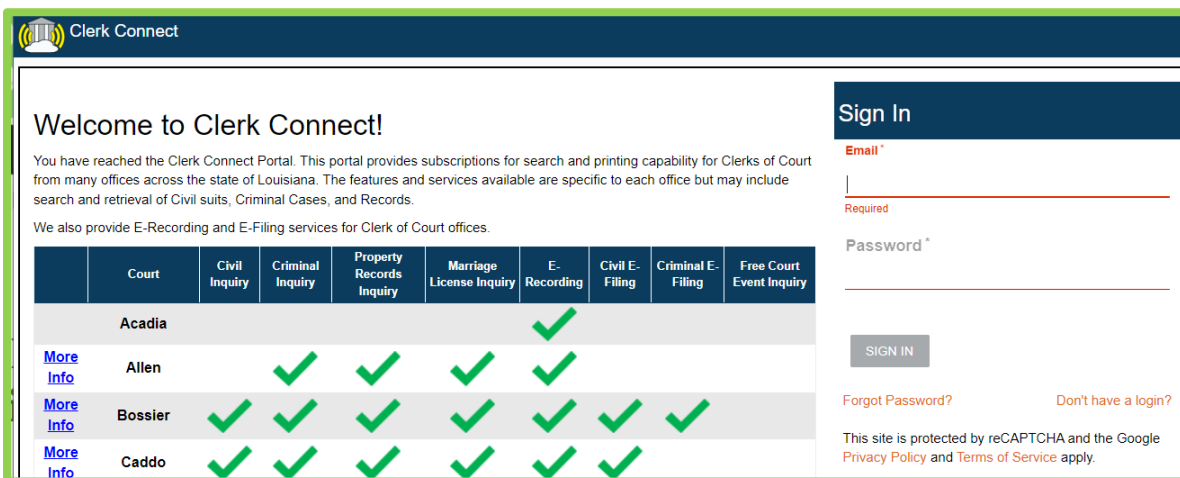 Clerk Connect
Welcome to Clerk Connect!
You have reached the Clerk Connect Portal. This portal provides subscriptions for search and printing capability for Clerks of Court
from many offices across the state of Louisiana. The features and services available are specific to each office but may include
search and retrieval of Civil suits, Criminal Cases, and Records.
We also provide E-Recording and E-Filing services for Clerk of Court offices.
Court
Civil
Inquiry
Criminal
Inquiry
Property
Records
Inquiry
Marriage
License Inquiry
E-
Recording
Civil E-
Filing
Criminal E-
Filing
Free Court
Event Inquiry
Acadia
More
Info
Allen
More
Info
Bossier
More
Info
Caddo
Sign In
Email *
Required
Password *
SIGN IN
Forgot Password?
Don't have a login?
This site is protected by reCAPTCHA and the Google
Privacy Policy and Terms of Service apply.